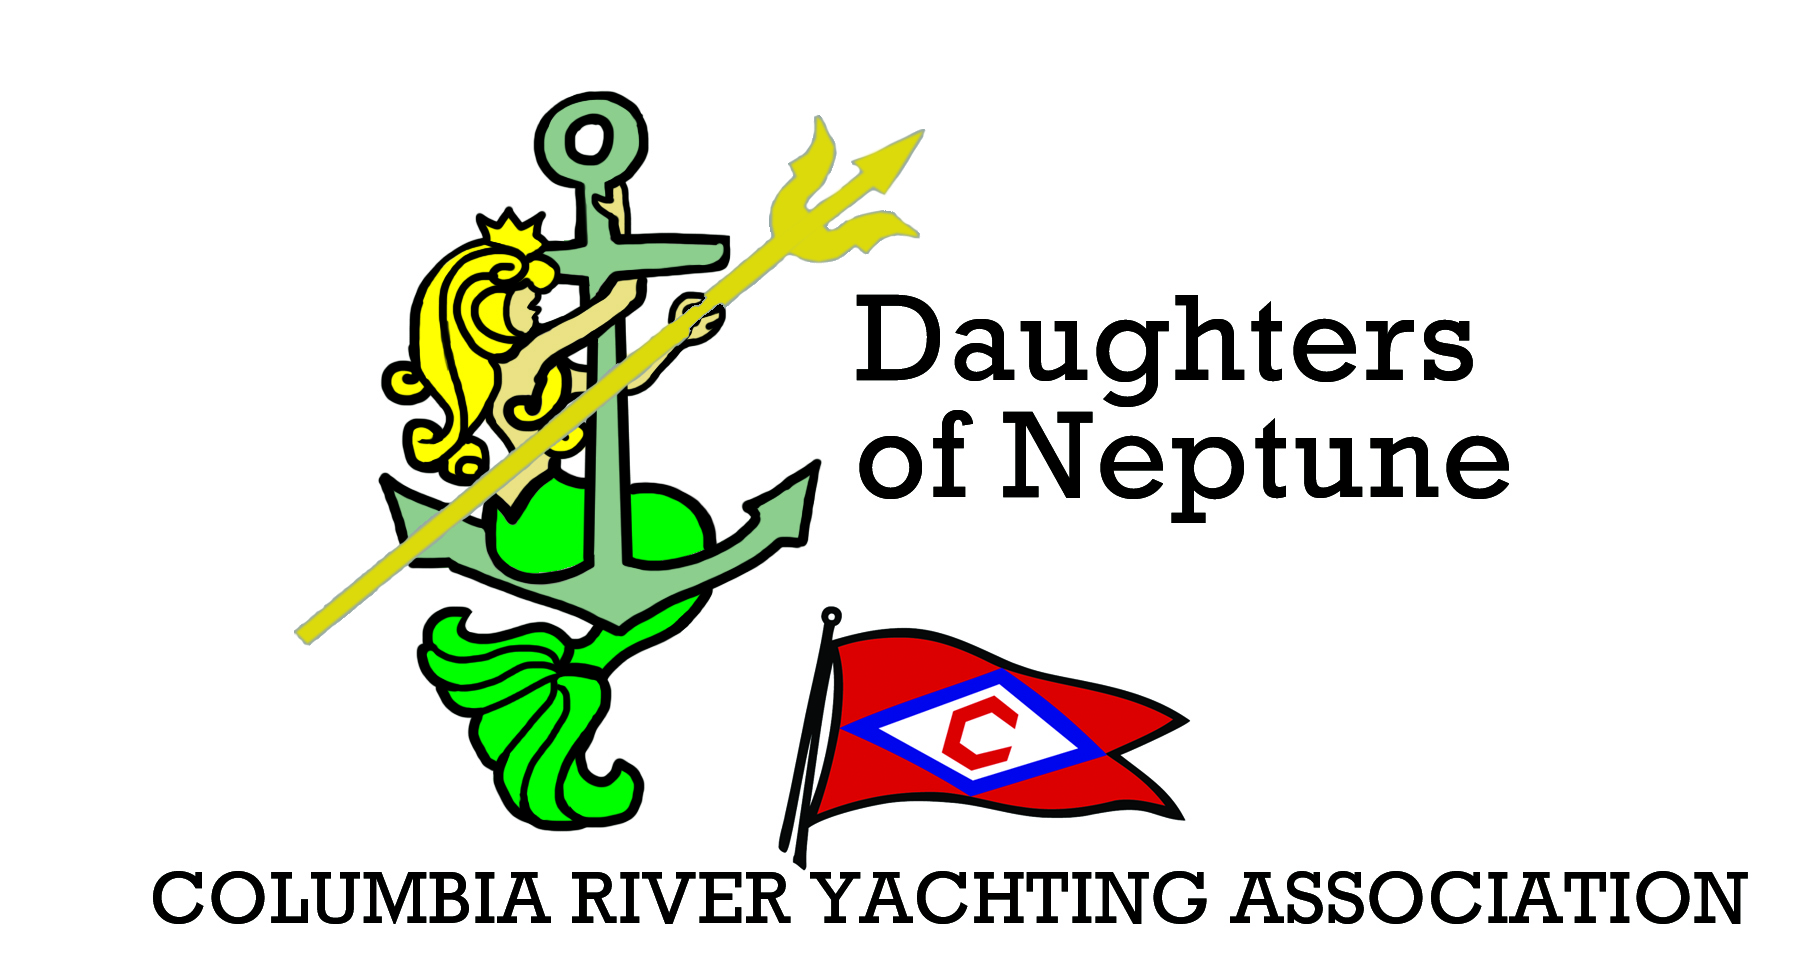 Daughters
of Neptune
C
COLUMBIA RIVER YACHTING ASSOCIATION